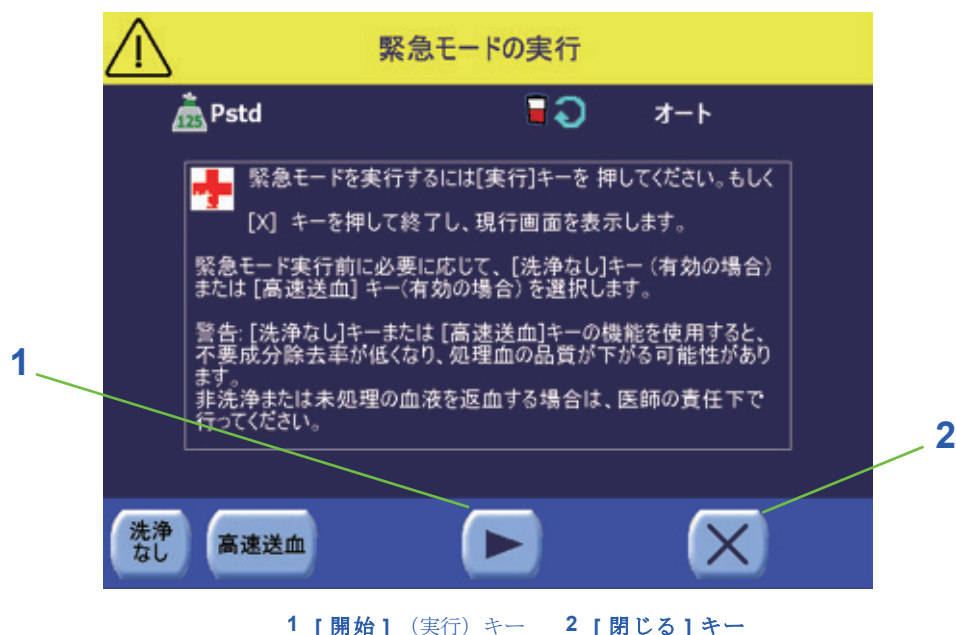 緊急モードの実行
125 Pstd オート
緊急モードを実行するには[実行]キーを 押してください。もしく
[X] キーを押して終了し、現行画面を表示します。
緊急モード実行前に必要に応じて、[洗浄なし]キー (有効の場合)
または [高速送血] キー(有効の場合) を選択します。
警告: [洗浄なし]キーまたは [高速送血]キーの機能を使用すると、
不要成分除去率が低くなり、処理血の品質が下がる可能性があり
ます。
非洗浄または未処理の血液を返血する場合は、医師の責任下で
行ってください。
1
2
洗浄
なし
高速送血
1 [ 開始 ] (実行) キー 2 [ 閉じる ] キー